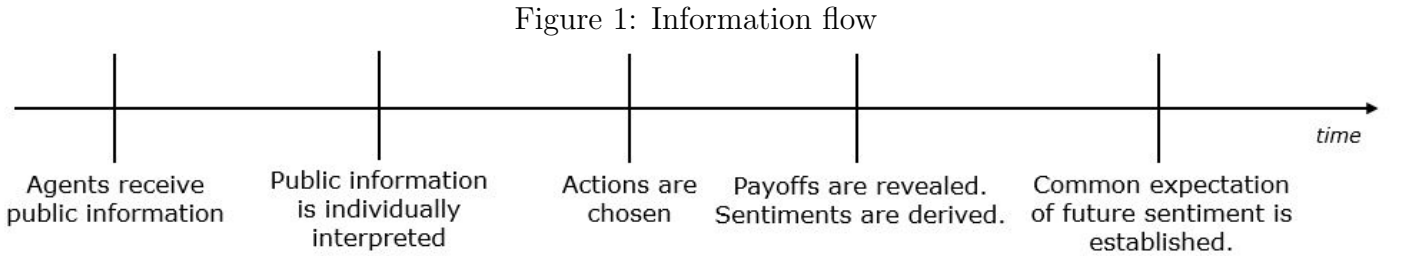 Figure 1: Information flow
time
Agents receive
public information
Public information
is individually
interpreted
Actions are
chosen
Payoffs are revealed.
Sentiments are derived.
Common expectation
of future sentiment is
established.